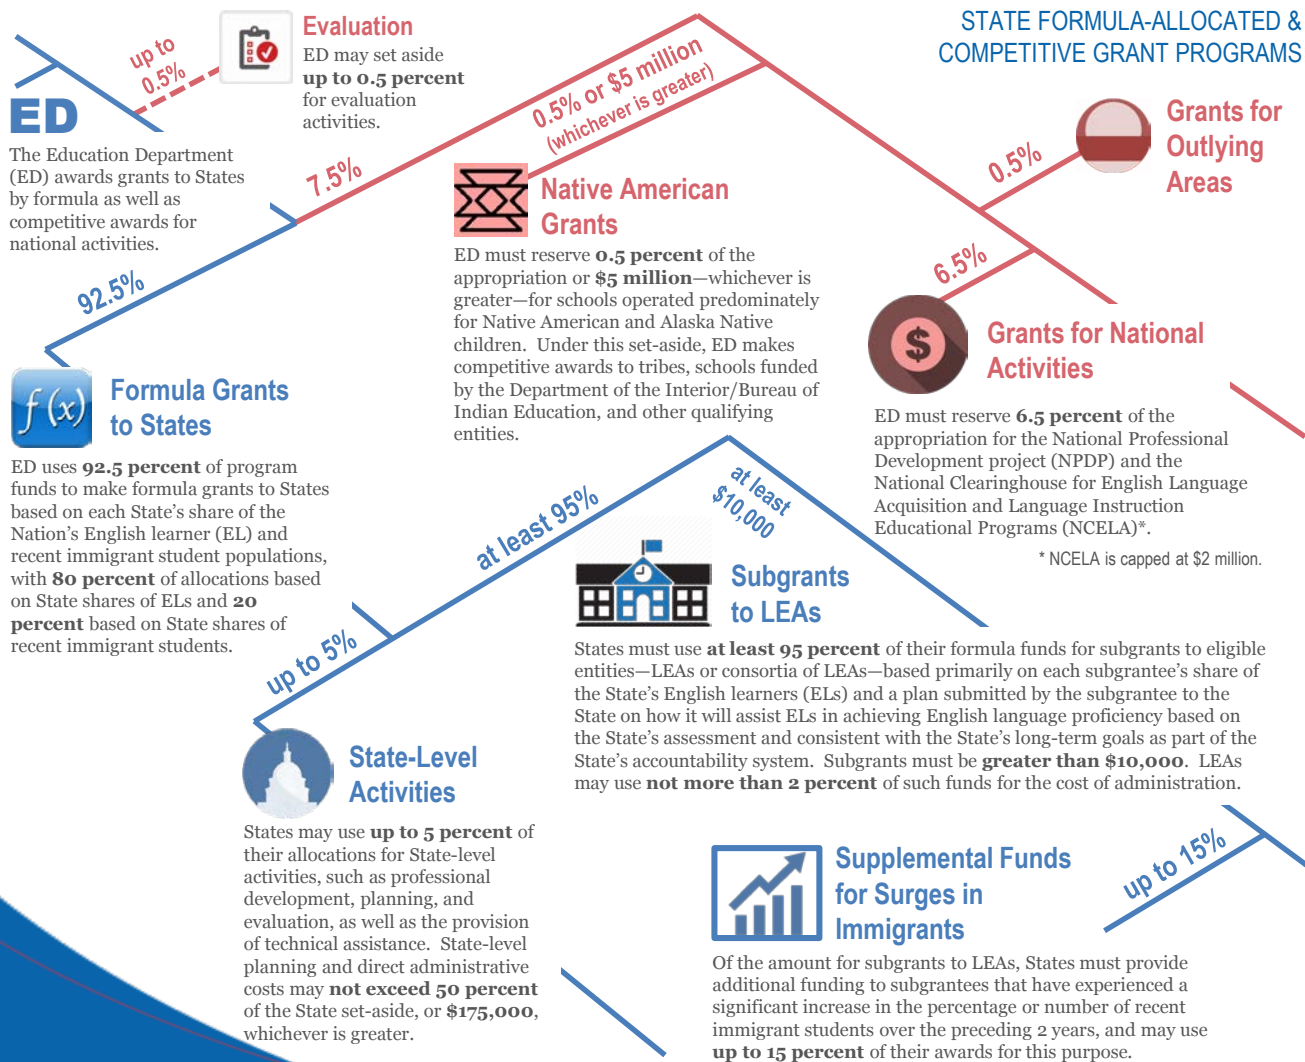 STATE FORMULA-ALLOCATED &
COMPETITIVE GRANT PROGRAMS
up to
0.5%
Evaluation
ED may set aside
up to 0.5 percent
for evaluation
activities.
ED
The Education Department
(ED) awards grants to States
by formula as well as
competitive awards for
national activities.
7.5%
92.5%
0.5% or $5 million
(whichever is greater)
Native American
Grants
ED must reserve 0.5 percent of the
appropriation or $5 million—whichever is
greater—for schools operated predominately
for Native American and Alaska Native
children.  Under this set-aside, ED makes
competitive awards to tribes, schools funded
by the Department of the Interior/Bureau of
Indian Education, and other qualifying
entities.
0.5%
Grants for
Outlying
Areas
6.5%
$
Grants for National
Activities
ED must reserve 6.5 percent of the
appropriation for the National Professional
Development project (NPDP) and the
National Clearinghouse for English Language
Acquisition and Language Instruction
Educational Programs (NCELA)*.
* NCELA is capped at $2 million.
f (x)
Formula Grants
to States
ED uses 92.5 percent of program
funds to make formula grants to States
based on each State’s share of the
Nation’s English learner (EL) and
recent immigrant student populations,
with 80 percent of allocations based
on State shares of ELs and 20
percent based on State shares of
recent immigrant students.
at least 95%
at least
$10,000
Subgrants
to LEAs
States must use at least 95 percent of their formula funds for subgrants to eligible
entities—LEAs or consortia of LEAs—based primarily on each subgrantee’s share of
the State’s English learners (ELs) and a plan submitted by the subgrantee to the
State on how it will assist ELs in achieving English language proficiency based on
the State’s assessment and consistent with the State’s long-term goals as part of the
State’s accountability system.  Subgrants must be greater than $10,000.  LEAs
may use not more than 2 percent of such funds for the cost of administration.
up to 5%
State-Level
Activities
States may use up to 5 percent of
their allocations for State-level
activities, such as professional
development, planning, and
evaluation, as well as the provision
of technical assistance.  State-level
planning and direct administrative
costs may not exceed 50 percent
of the State set-aside, or $175,000,
whichever is greater.
up to 15%
Supplemental Funds
for Surges in
Immigrants
Of the amount for subgrants to LEAs, States must provide
additional funding to subgrantees that have experienced a
significant increase in the percentage or number of recent
immigrant students over the preceding 2 years, and may use
up to 15 percent of their awards for this purpose.